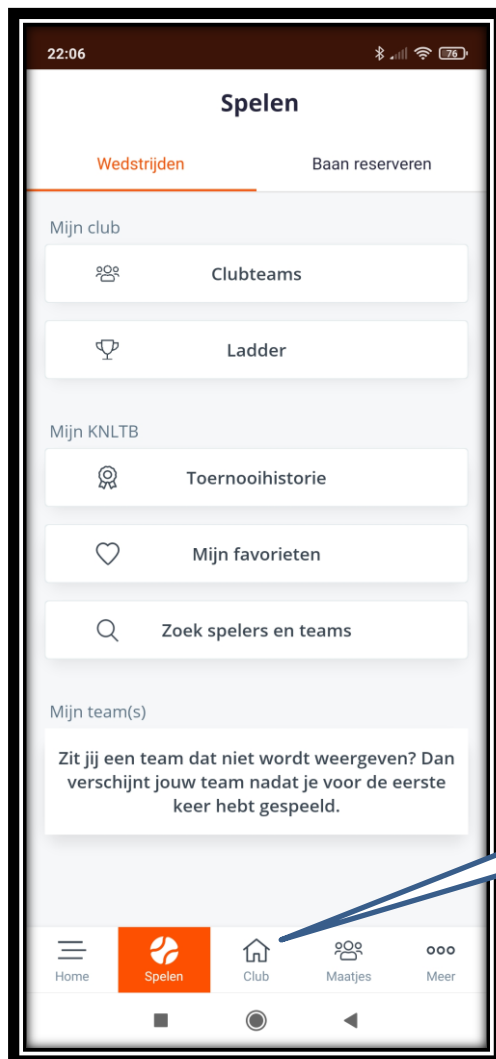 22:06
76
Spelen
Wedstrijden
Baan reserveren
Mijn club
Clubteams
Ladder
Mijn KNLTB
Toernooihistorie
Mijn favorieten
Zoek spelers en teams
Mijn team(s)
Zit jij een team dat niet wordt weergeven? Dan
verschijnt jouw team nadat je voor de eerste
keer hebt gespeeld.
Home
Spelen
Club
Maatjes
Meer